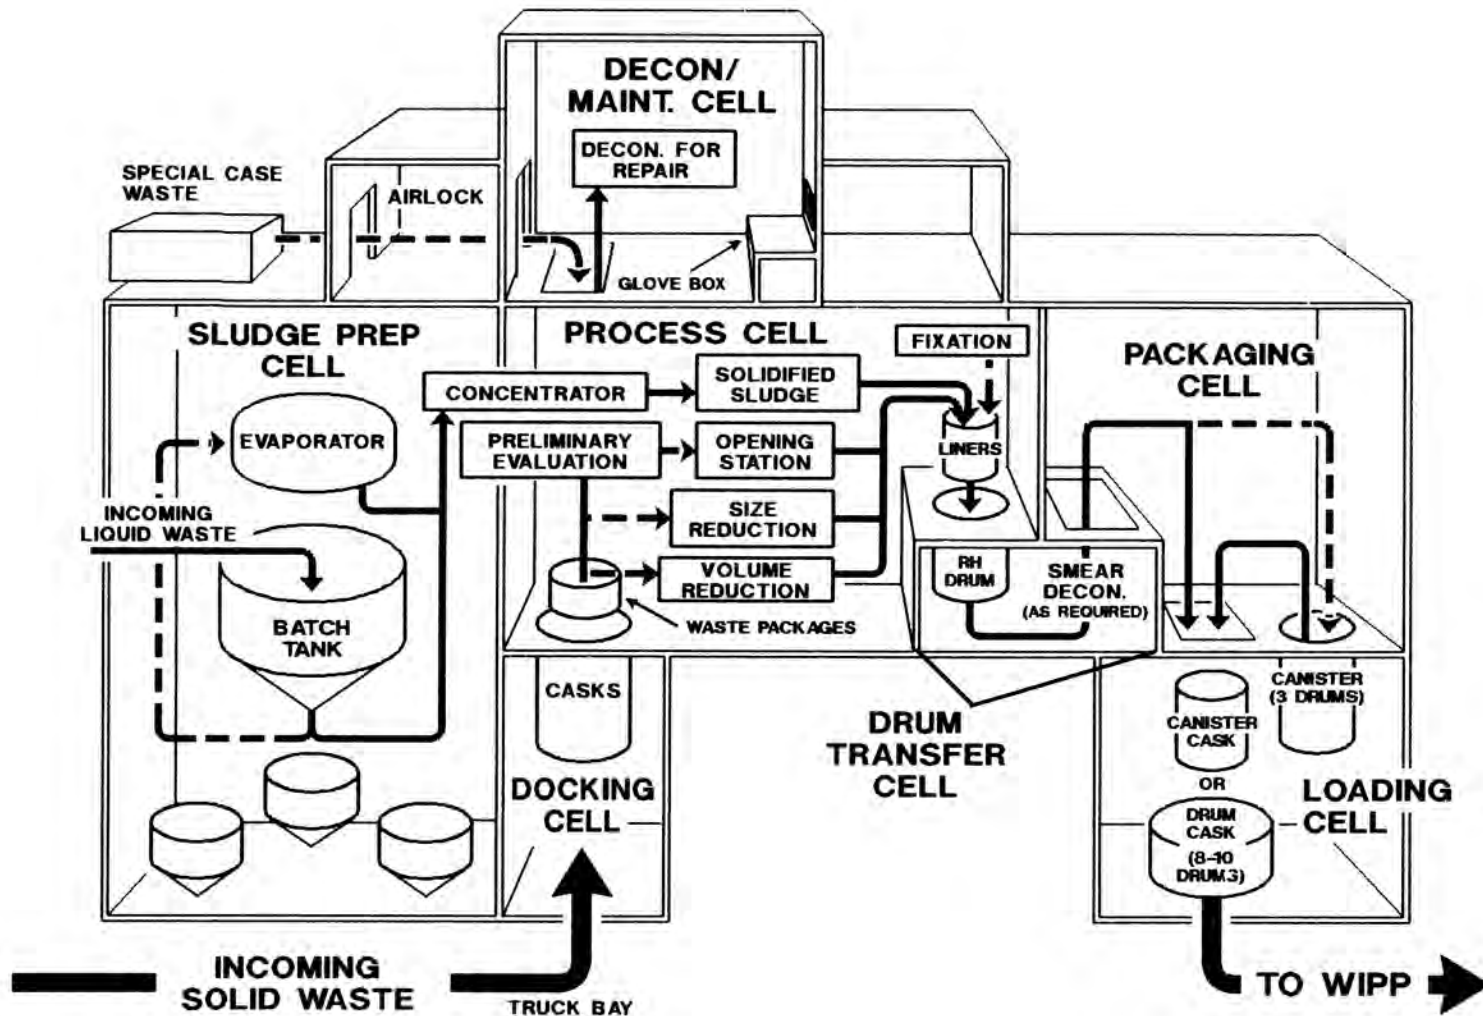 DECON/
MAINT. CELL
DECON. FOR
REPAIR
SPECIAL CASE
WASTE
AIRLOCK
GLOVE BOX
SLUDGE PREP
CELL
PROCESS CELL
FIXATION
PACKAGING
CELL
CONCENTRATOR
SOLIDIFIED
SLUDGE
EVAPORATOR
PRELIMINARY
EVALUATION
OPENING
STATION
LINERS
INCOMING
LIQUID WASTE
SIZE
REDUCTION
BATCH
TANK
VOLUME
REDUCTION
RH
DRUM
SMEAR
DECON.
(AS REQUIRED)
WASTE PACKAGES
CASKS
DRUM
TRANSFER
CELL
CANISTER
(3 DRUMS)
CANISTER
CASK
OR
DOCKING
CELL
DRUM
CASK
(8-10
DRUMS)
LOADING
CELL
INCOMING
SOLID WASTE
TRUCK BAY
TO WIPP